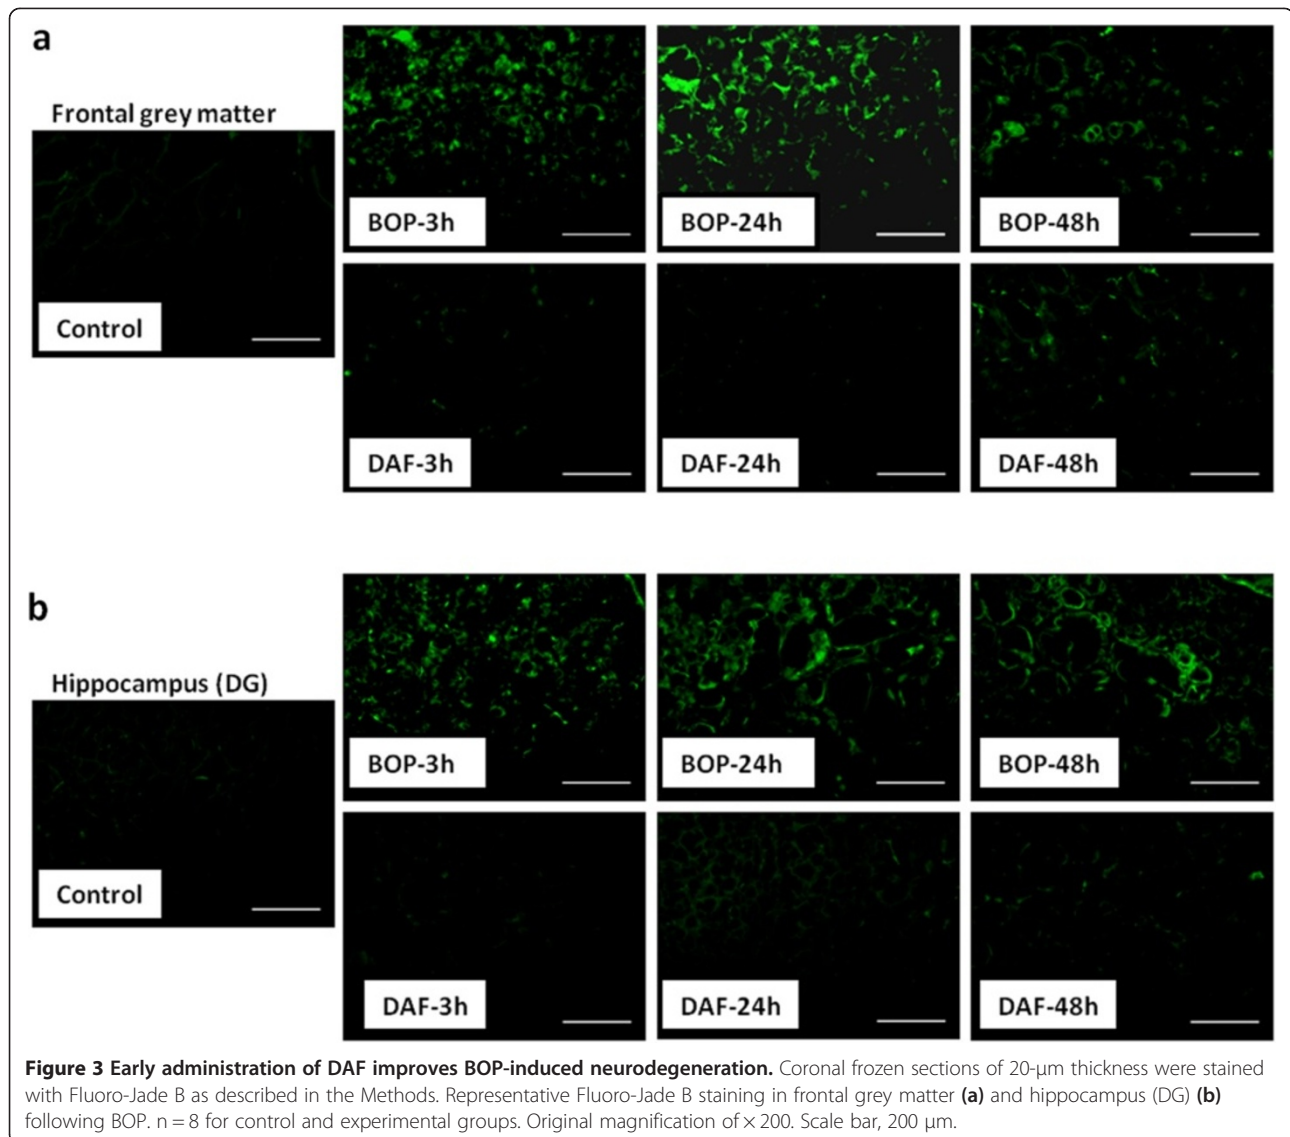 a
Frontal grey matter
Control
BOP-3h
BOP-24h
BOP-48h
DAF-3h
DAF-24h
DAF-48h
b
Hippocampus (DG)
Control
BOP-3h
BOP-24h
BOP-48h
DAF-3h
DAF-24h
DAF-48h
Figure 3 Early administration of DAF improves BOP-induced neurodegeneration. Coronal frozen sections of 20-μm thickness were stained
with Fluoro-Jade B as described in the Methods. Representative Fluoro-Jade B staining in frontal grey matter (a) and hippocampus (DG) (b)
following BOP. n = 8 for control and experimental groups. Original magnification of × 200. Scale bar, 200 μm.